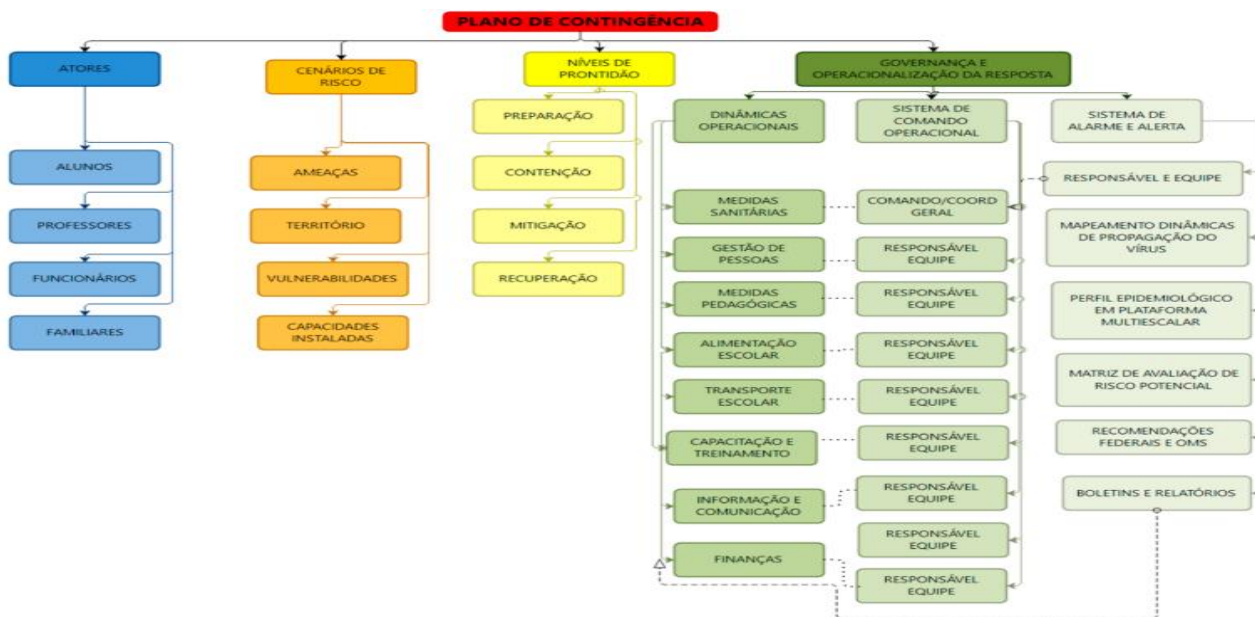 PLANO DE CONTINGÊNCIA
ATORES
ALUNOS
PROFESSORES
FUNCIONÁRIOS
FAMILIARES
CENÁRIOS DE
RISCO
AMEAÇAS
TERRITÓRIO
VULNERABILIDADES
CAPACIDADES
INSTALADAS
NÍVEIS DE
PRONTIDÃO
PREPARAÇÃO
CONTENÇÃO
MITIGAÇÃO
RECUPERAÇÃO
GOVERNANÇA E
OPERACIONALIZAÇÃO DA RESPOSTA
DINÂMICAS
OPERACIONAIS
MEDIDAS
SANITÁRIAS
GESTÃO DE
PESSOAS
MEDIDAS
PEDAGÓGICAS
ALIMENTAÇÃO
ESCOLAR
TRANSPORTE
ESCOLAR
CAPACITAÇÃO E
TREINAMENTO
INFORMAÇÃO E
COMUNICAÇÃO
FINANÇAS
SISTEMA DE
COMANDO
OPERACIONAL
COMANDO/COORD
GERAL
RESPONSÁVEL
EQUIPE
RESPONSÁVEL
EQUIPE
RESPONSÁVEL
EQUIPE
RESPONSÁVEL
EQUIPE
RESPONSÁVEL
EQUIPE
RESPONSÁVEL
EQUIPE
RESPONSÁVEL
EQUIPE
RESPONSÁVEL
EQUIPE
SISTEMA DE
ALARME E ALERTA
RESPONSÁVEL E EQUIPE
MAPEAMENTO DINÂMICAS
DE PROPAGAÇÃO DO
VÍRUS
PERFIL EPIDEMIOLÓGICO
EM PLATAFORMA
MULTIESCALAR
MATRIZ DE AVALIAÇÃO DE
RISCO POTENCIAL
RECOMENDAÇÕES
FEDERAIS E OMS
BOLETINS E RELATÓRIOS